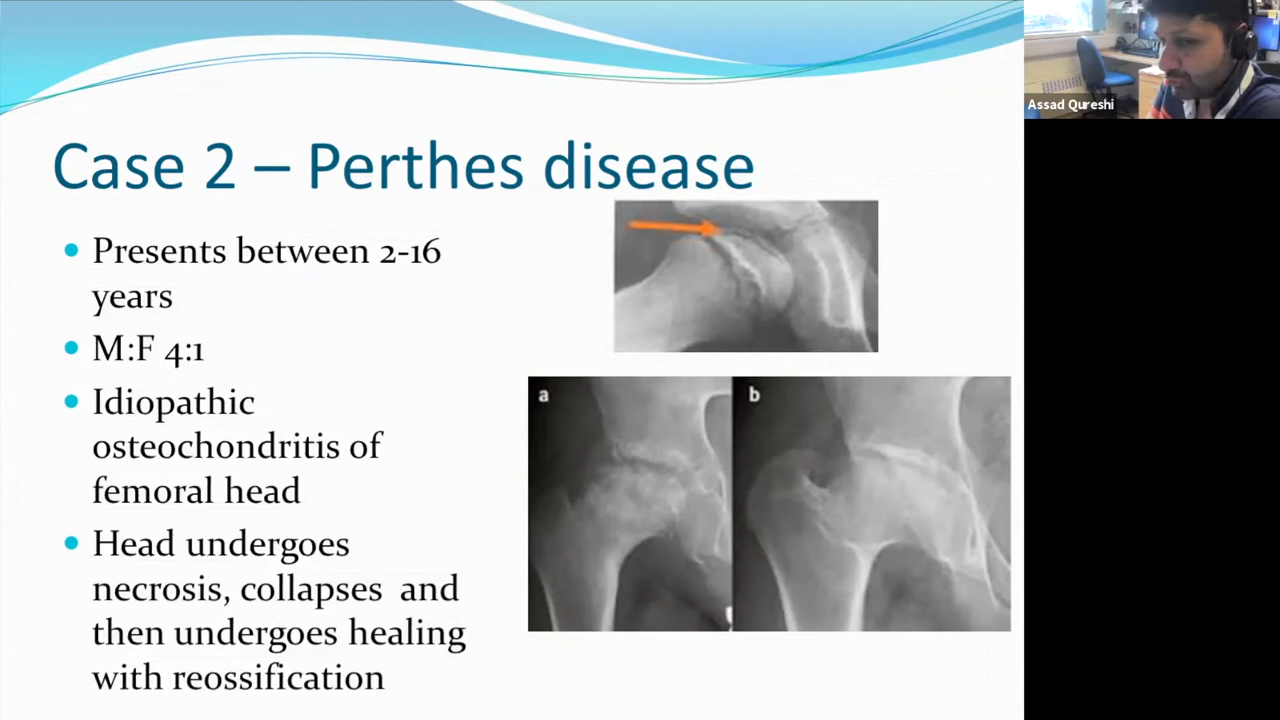 Assad Qureshi
Case 2 – Perthes disease
Presents between 2-16
years
M:F 4:1
Idiopathic
osteochondritis of
femoral head
Head undergoes
necrosis, collapses and
then undergoes healing
with reossification
a
b